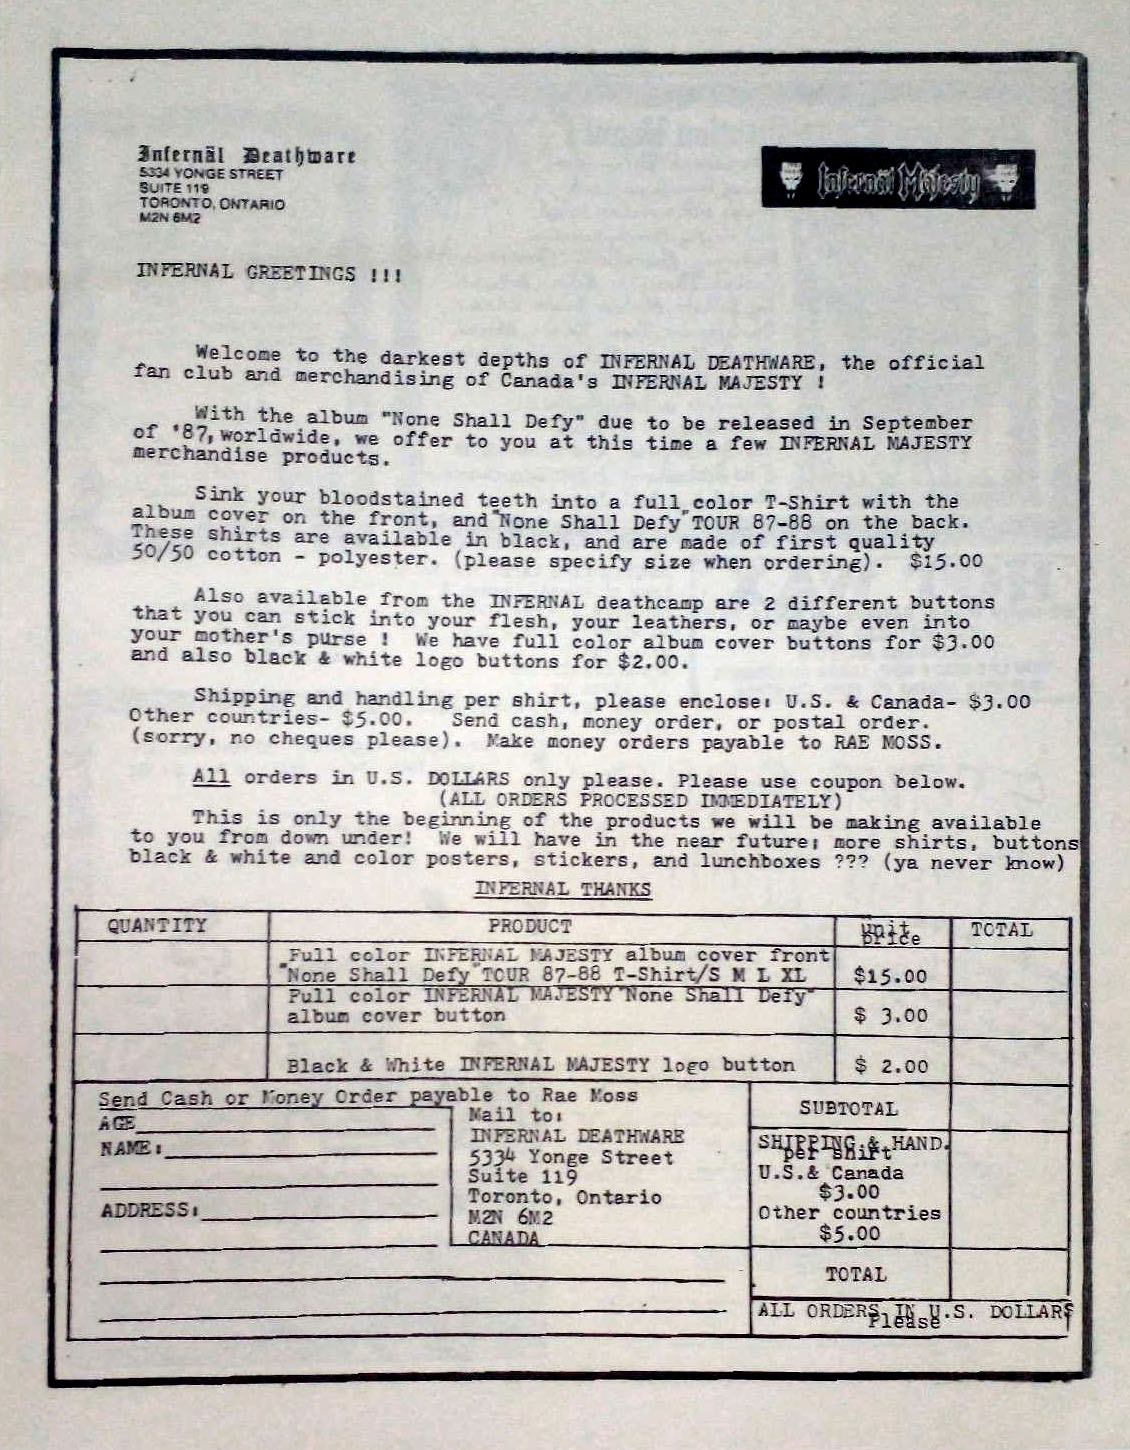 Infernäl Deathware
5334 YONGE STREET
SUITE 119
TORONTO, ONTARIO
M2N 6M2
Infernäl Mäjesty
INFERNAL GREETINGS !!!
Welcome to the darkest depths of INFERNAL DEATHWARE, the official
fan club and merchandising of Canada's INFERNAL MAJESTY !
With the album "None Shall Defy" due to be released in September
of '87, worldwide, we offer to you at this time a few INFERNAL MAJESTY
merchandise products.
Sink your bloodstained teeth into a full color T-Shirt with the
album cover on the front, and "None Shall Defy" TOUR 87-88 on the back.
These shirts are available in black, and are made of first quality
50/50 cotton - polyester. (please specify size when ordering). $15.00
Also available from the INFERNAL deathcamp are 2 different buttons
that you can stick into your flesh, your leathers, or maybe even into
your mother's purse ! We have full color album cover buttons for $3.00
and also black & white logo buttons for $2.00.
Shipping and handling per shirt, please enclose: U.S. & Canada- $3.00
Other countries- $5.00. Send cash, money order, or postal order.
(sorry, no cheques please). Make money orders payable to RAE MOSS.
All orders in U.S. DOLLARS only please. Please use coupon below.
(ALL ORDERS PROCESSED IMMEDIATELY)
This is only the beginning of the products we will be making available
to you from down under! We will have in the near future: more shirts, buttons
black & white and color posters, stickers, and lunchboxes ??? (ya never know)
INFERNAL THANKS
QUANTITY PRODUCT unit price TOTAL
Full color INFERNAL MAJESTY album cover front
"None Shall Defy" TOUR 87-88 T-Shirt/S M L XL $15.00
Full color INFERNAL MAJESTY "None Shall Defy"
album cover button $ 3.00
Black & White INFERNAL MAJESTY logo button $ 2.00
Send Cash or Money Order payable to Rae Moss
AGE
NAME:
ADDRESS:
Mail to:
INFERNAL DEATHWARE
5334 Yonge Street
Suite 119
Toronto, Ontario
M2N 6M2
CANADA
SUBTOTAL
SHIPPING & HAND.
per shirt
U.S.& Canada
$3.00
Other countries
$5.00
TOTAL
ALL ORDERS IN U.S. DOLLARS
Please